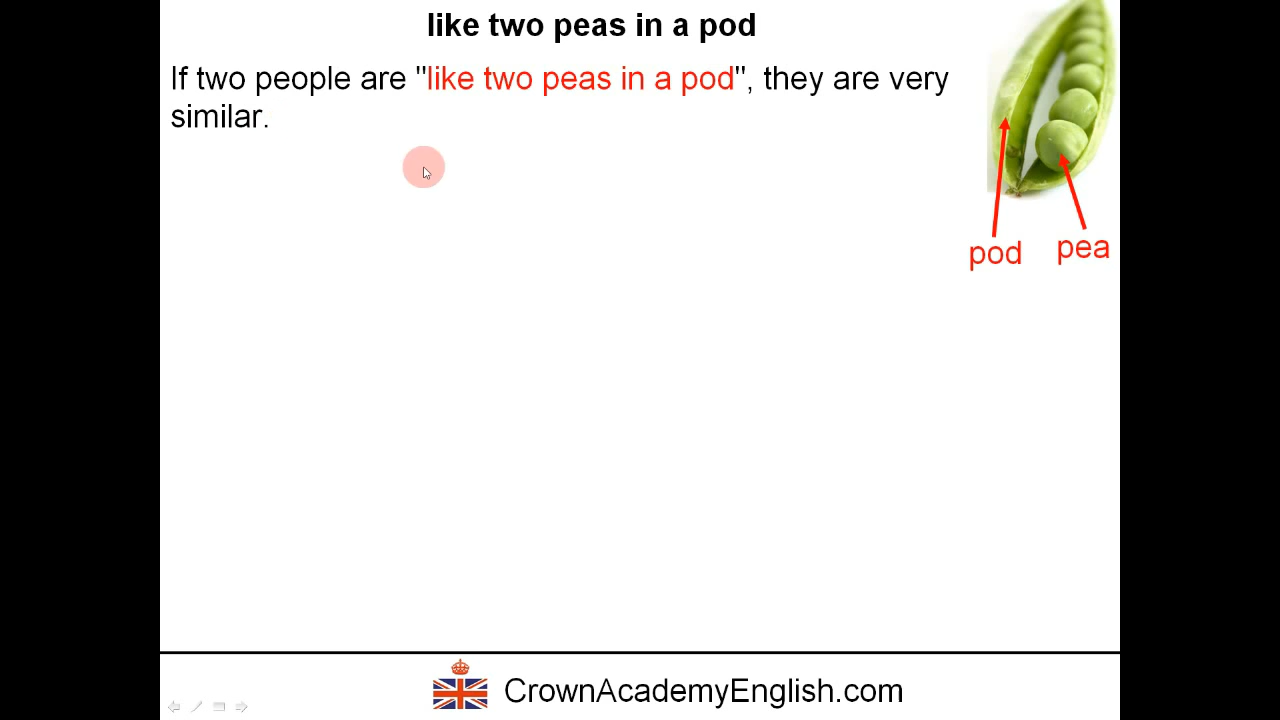 like two peas in a pod
If two people are "like two peas in a pod", they are very
similar.
pod
pea
CrownAcademyEnglish.com